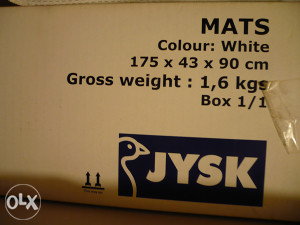 MATS
Colour: White
175 x 43 x 90 cm
Gross weight : 1,6 kgs
Box 1/1
JYSK
OLX